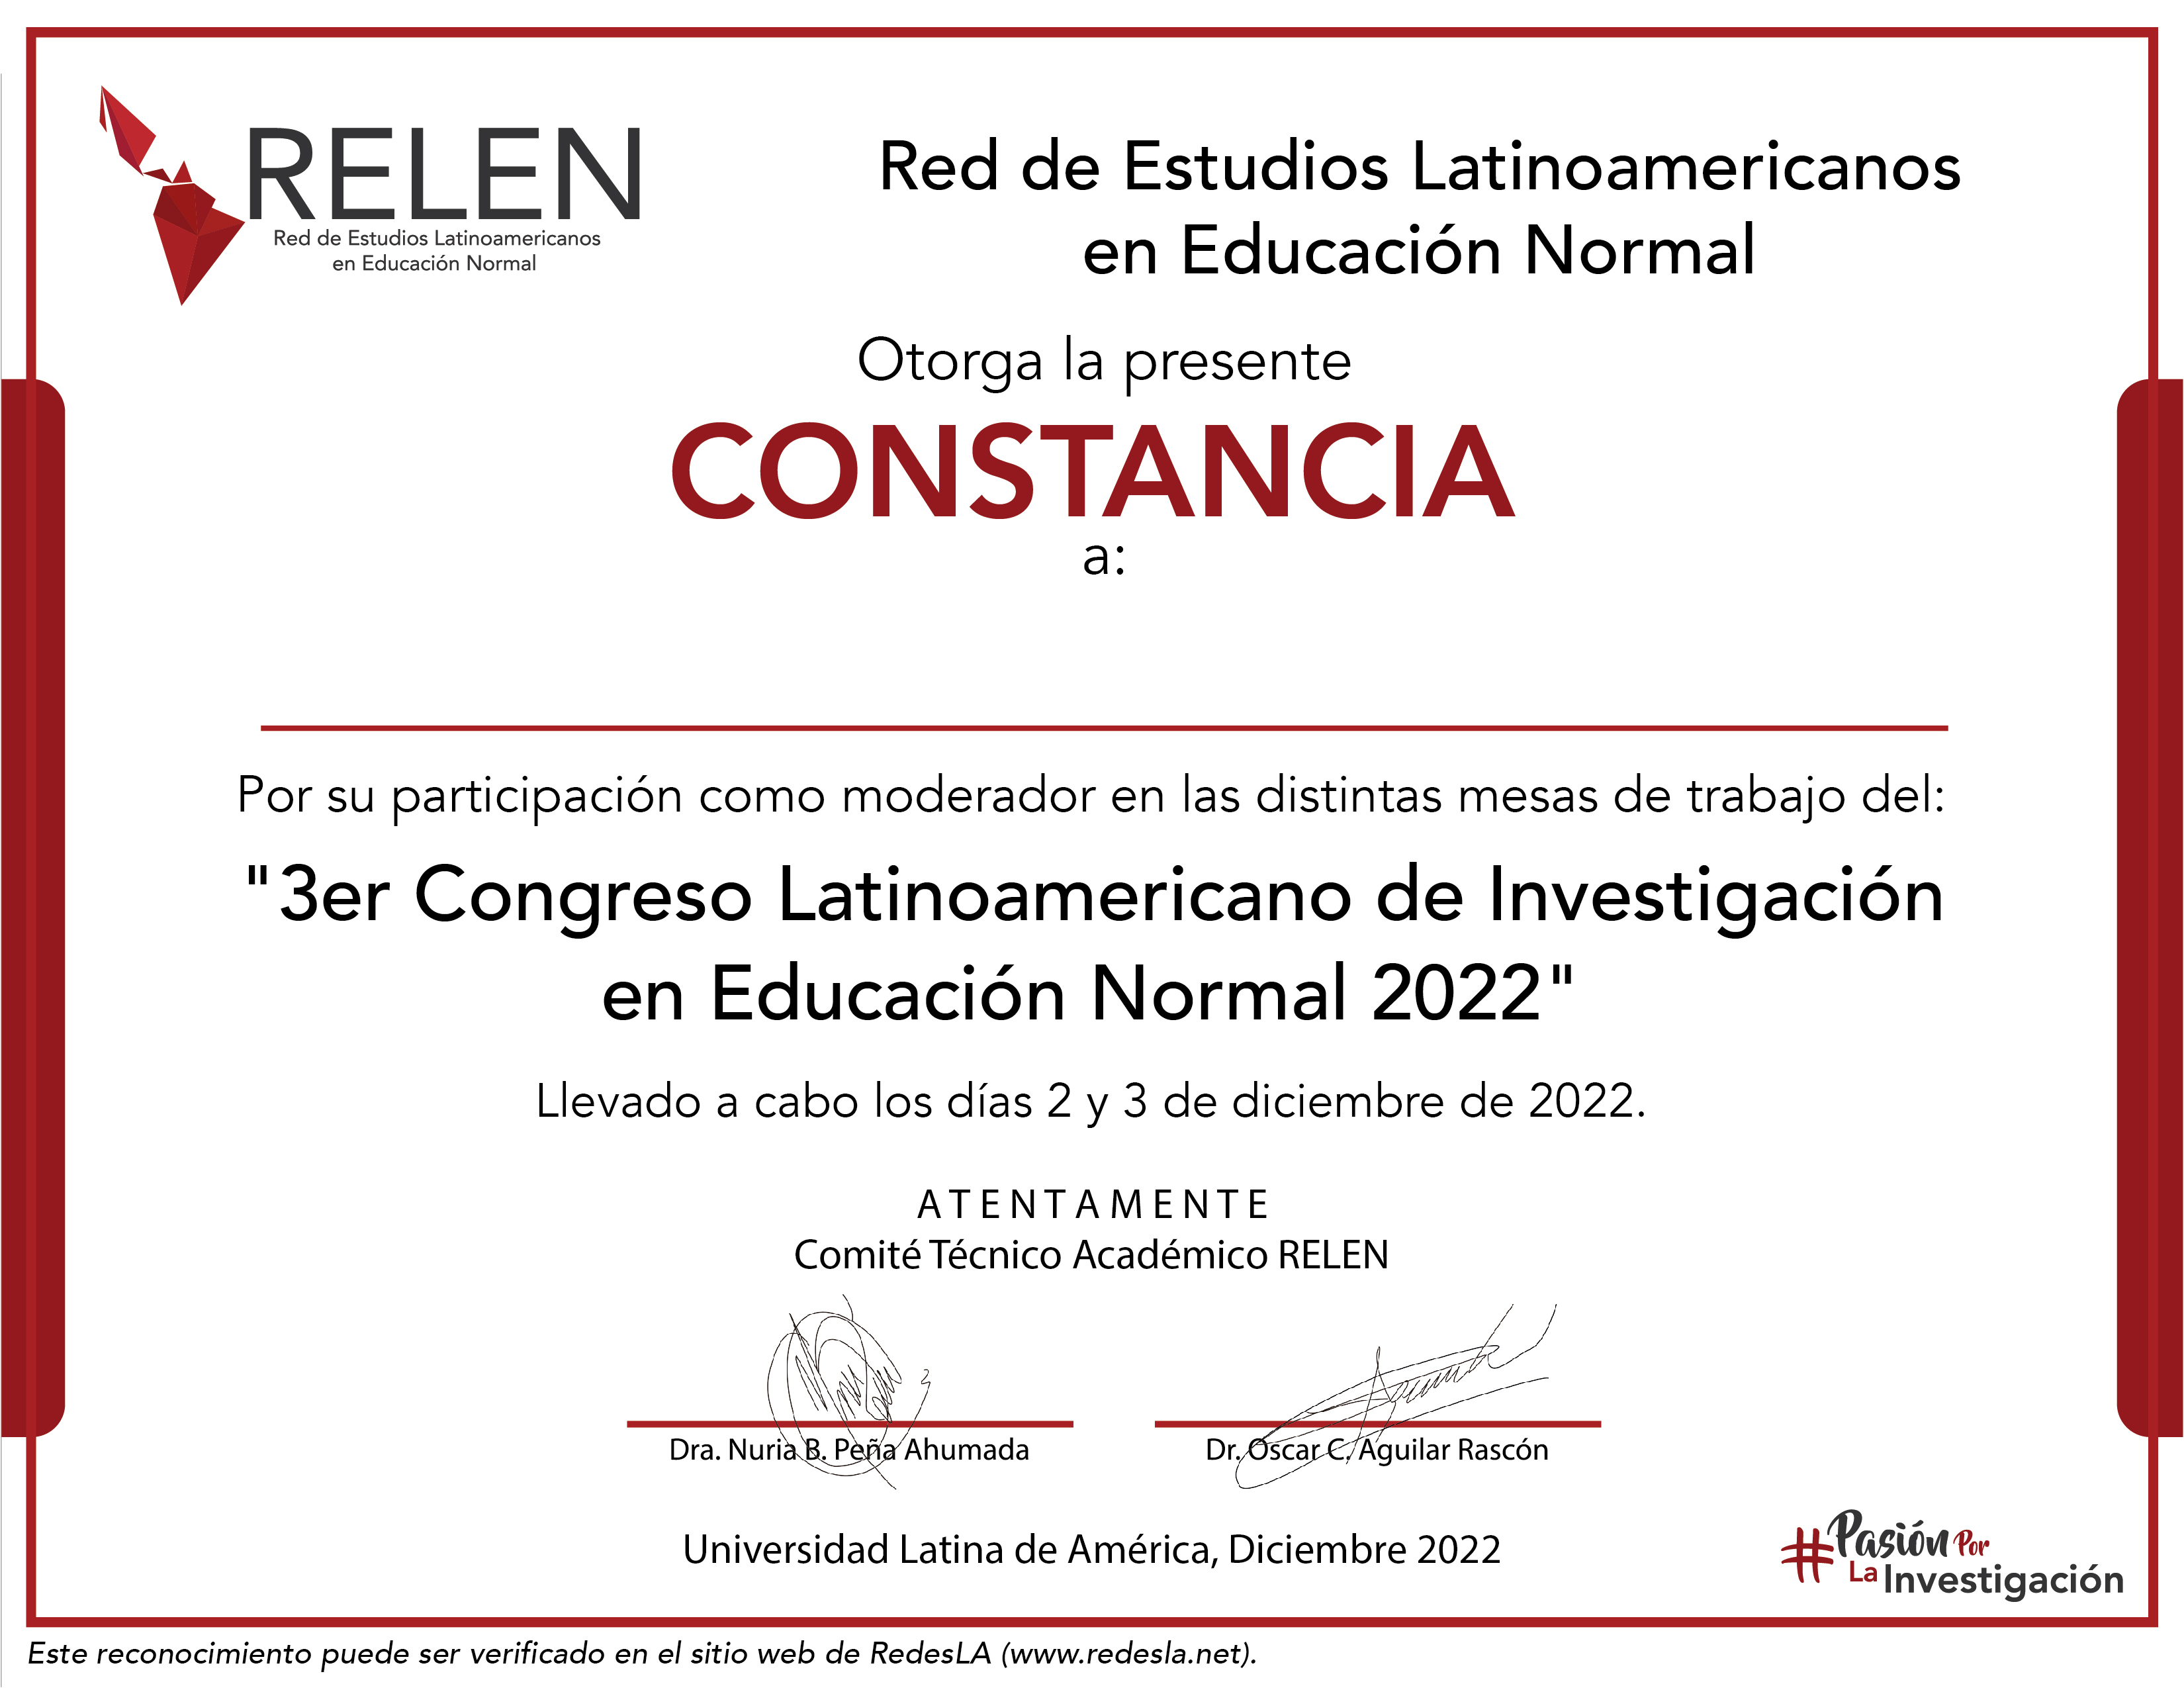 RELEN
Red de Estudios Latinoamericanos
en Educación Normal
Red de Estudios Latinoamericanos
en Educación Normal
Otorga la presente
CONSTANCIA
a:
Por su participación como moderador en las distintas mesas de trabajo del:
"3er Congreso Latinoamericano de Investigación
en Educación Normal 2022"
Llevado a cabo los días 2 y 3 de diciembre de 2022.
ATENTAMENTE
Comité Técnico Académico RELEN
Dra. Nuria B. Peña Ahumada
Dr. Oscar C. Aguilar Rascón
Universidad Latina de América, Diciembre 2022
#Pasión Por
La Investigación
Este reconocimiento puede ser verificado en el sitio web de RedesLA (www.redesla.net).